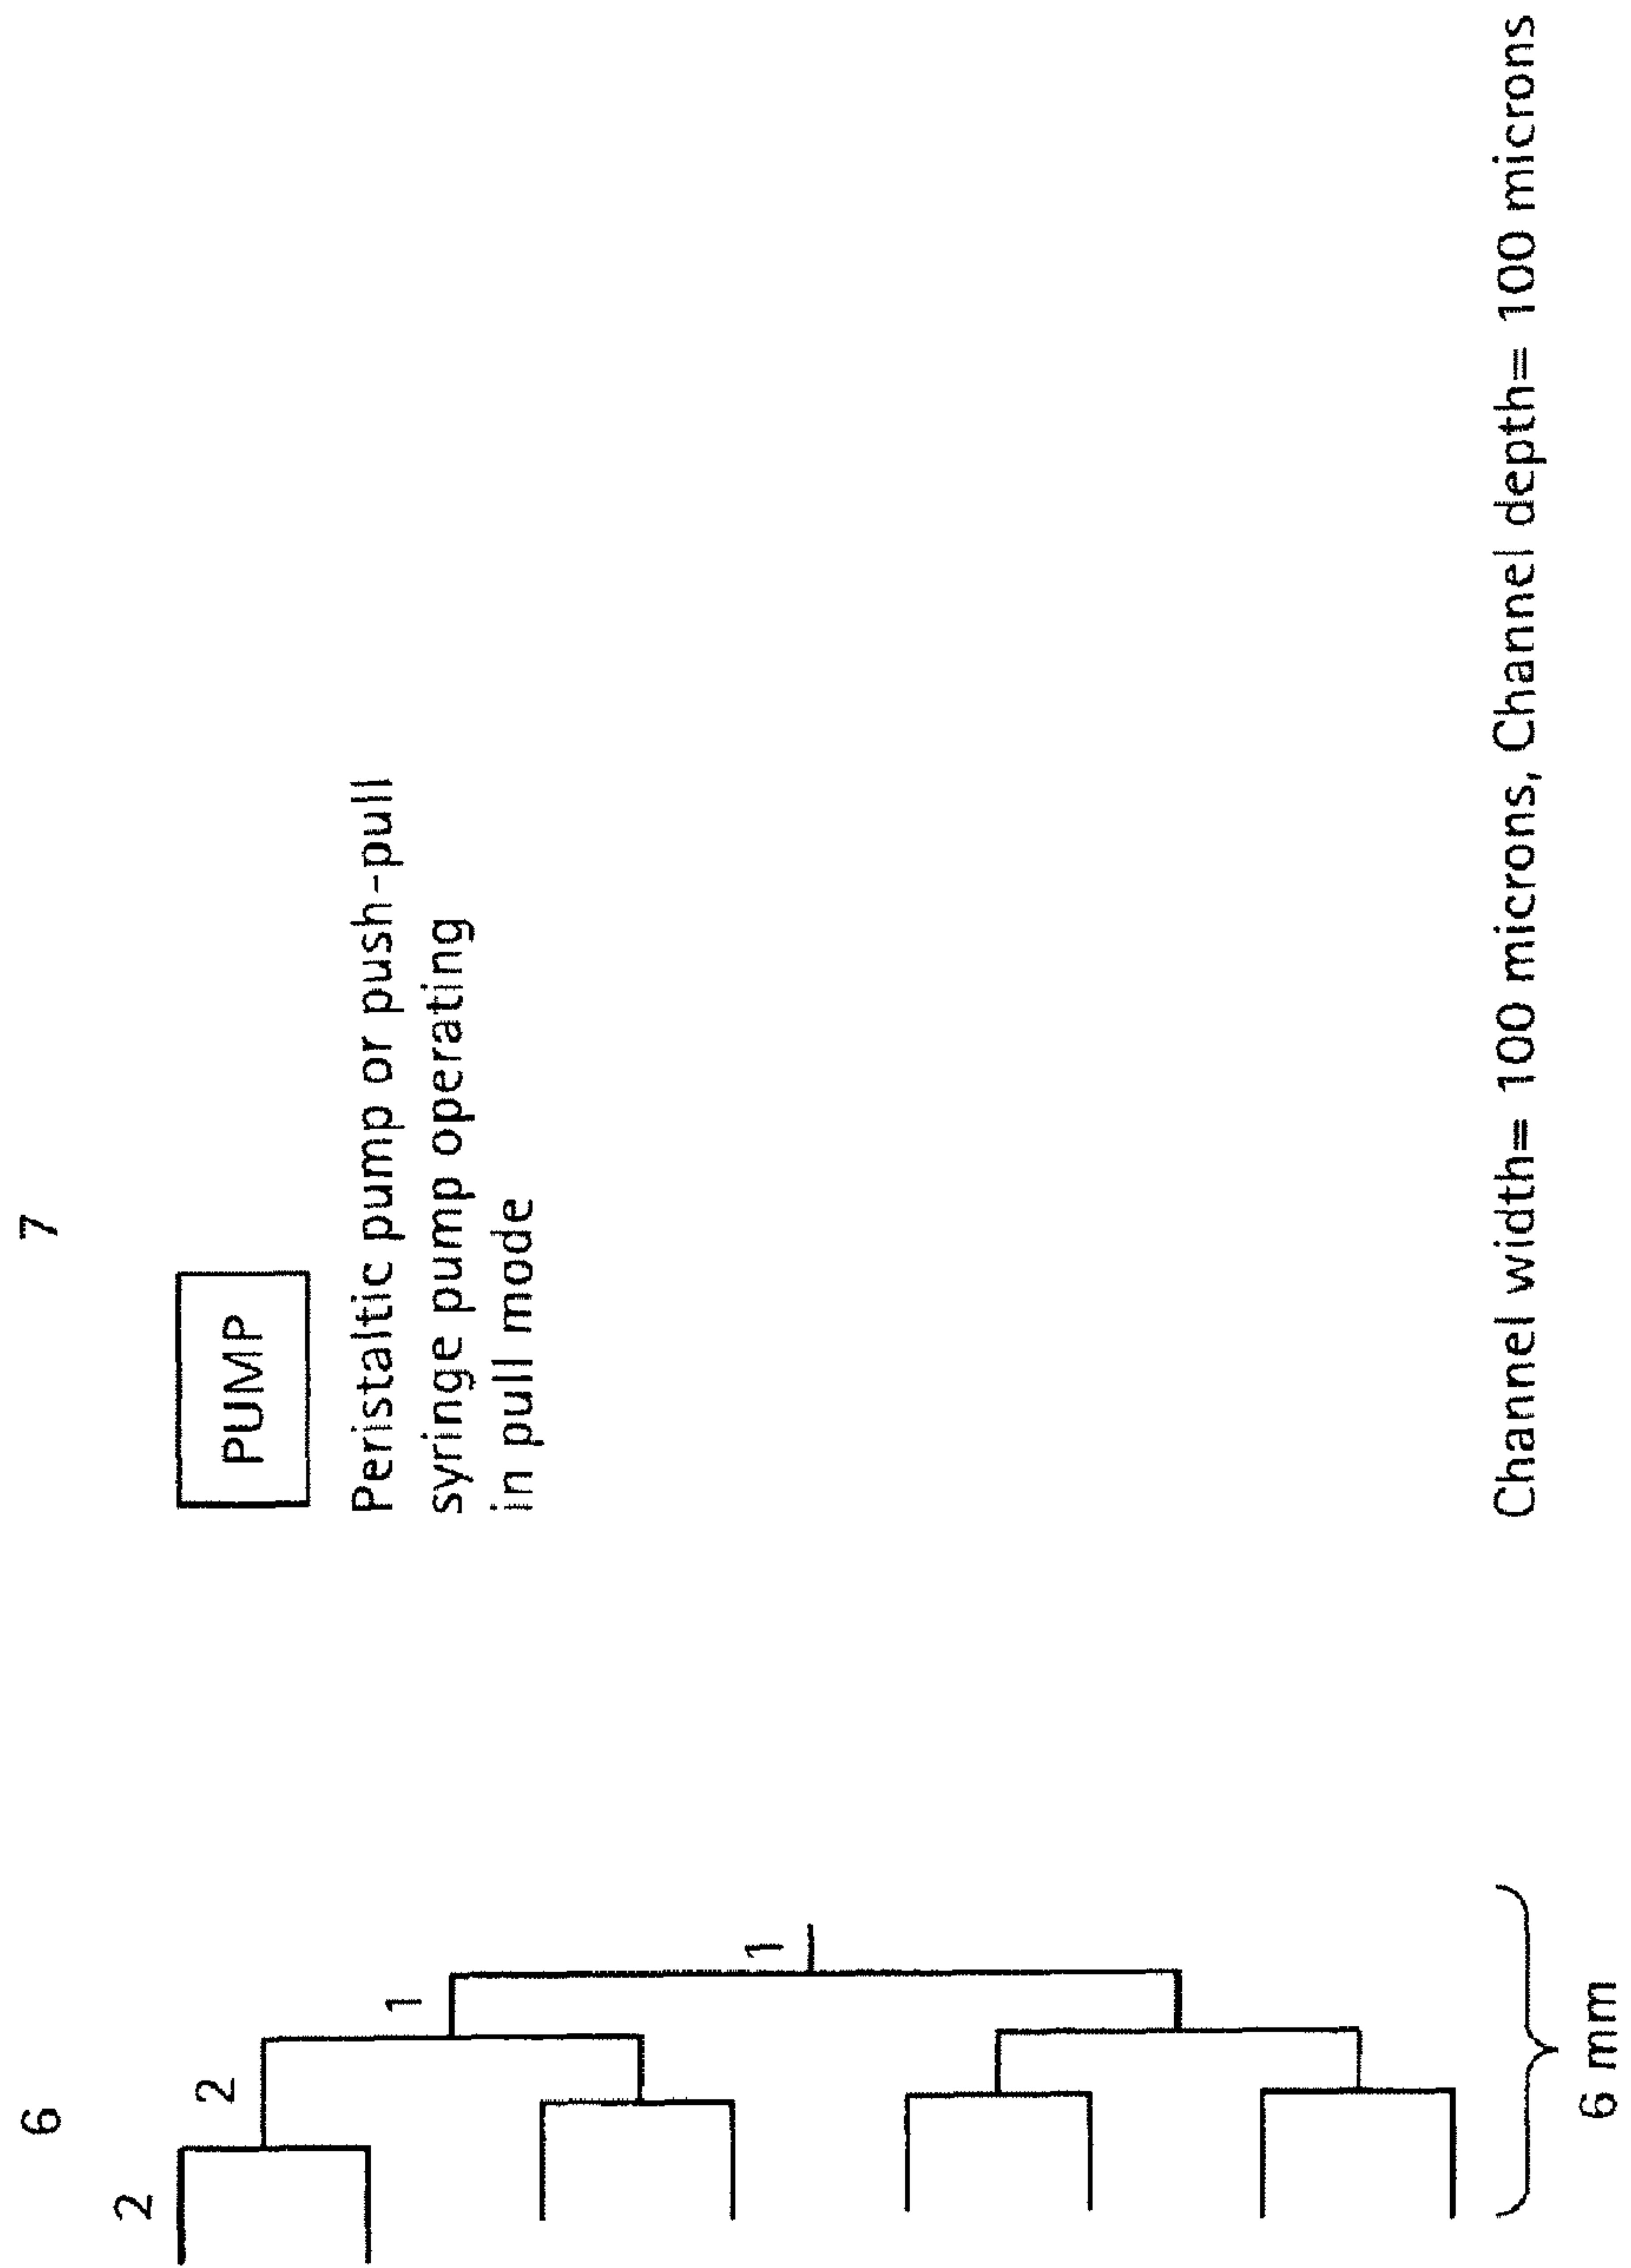 6
7
2
2
1
1
PUMP
Peristaltic pump or push-pull
syringe pump operating
in pull mode
6 mm
Channel width= 100 microns, Channel depth= 100 microns